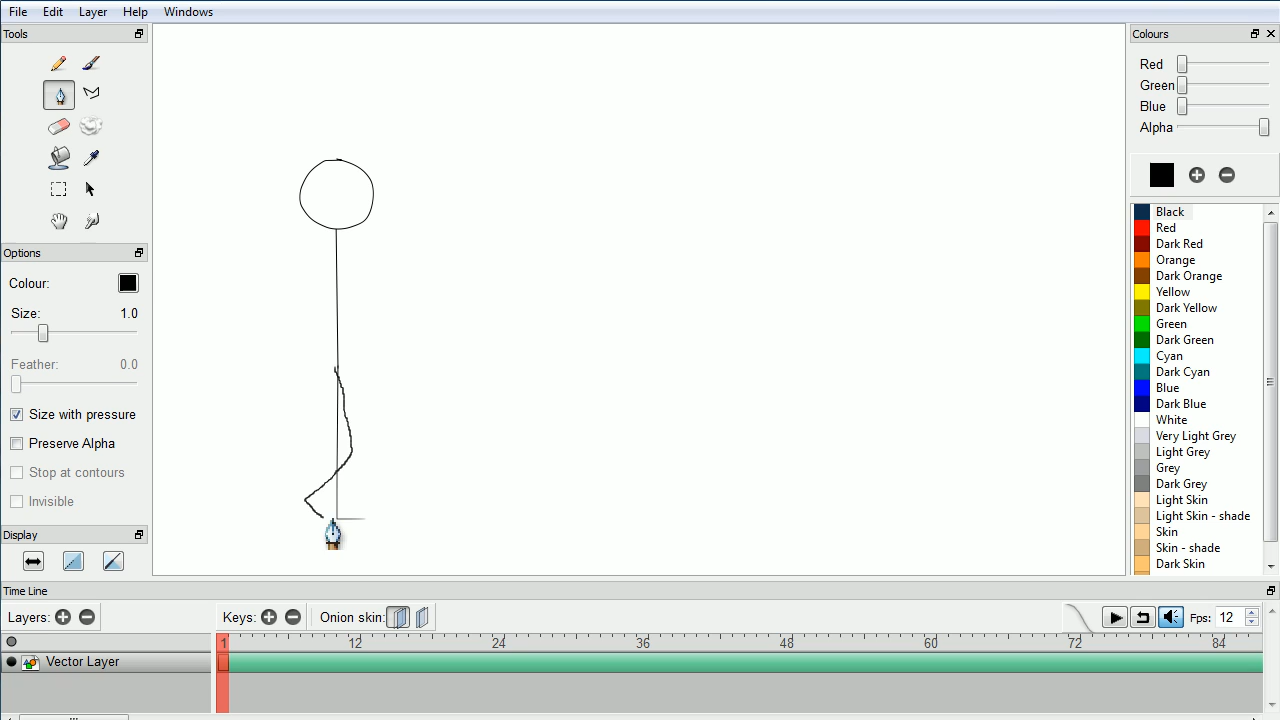 File Edit Layer Help Windows
Tools
Colours
Red
Green
Blue
Alpha
Options
Colour:
Size: 1.0
Feather: 0.0
Size with pressure
Preserve Alpha
Stop at contours
Invisible
Display
Black
Red
Dark Red
Orange
Dark Orange
Yellow
Dark Yellow
Green
Dark Green
Cyan
Dark Cyan
Blue
Dark Blue
White
Very Light Grey
Light Grey
Grey
Dark Grey
Light Skin
Light Skin - shade
Skin
Skin - shade
Dark Skin
Time Line
Layers: Keys: Onion skin: Fps: 12
1 12 24 36 48 60 72 84
Vector Layer